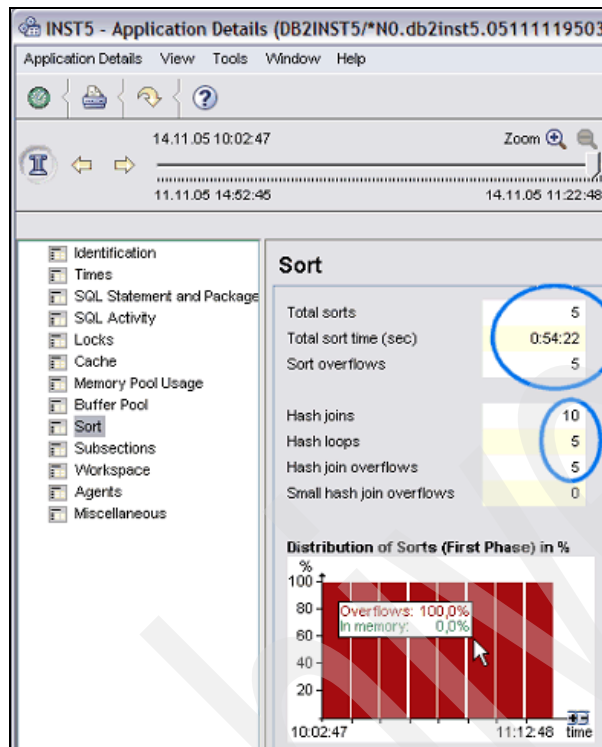 INST5 - Application Details (DB2INST5/*N0.db2inst5.05111119503
Application Details View Tools Window Help
14.11.05 10:02:47 Zoom
11.11.05 14:52:45 14.11.05 11:22:48
Identification
Times
SQL Statement and Package
SQL Activity
Locks
Cache
Memory Pool Usage
Buffer Pool
Sort
Subsections
Workspace
Agents
Miscellaneous
Sort
Total sorts 5
Total sort time (sec) 0:54:22
Sort overflows 5
Hash joins 10
Hash loops 5
Hash join overflows 5
Small hash join overflows 0
Distribution of Sorts (First Phase) in %
%
100
80
60
40
20
Overflows: 100,0%
In memory: 0,0%
10:02:47 11:12:48 time